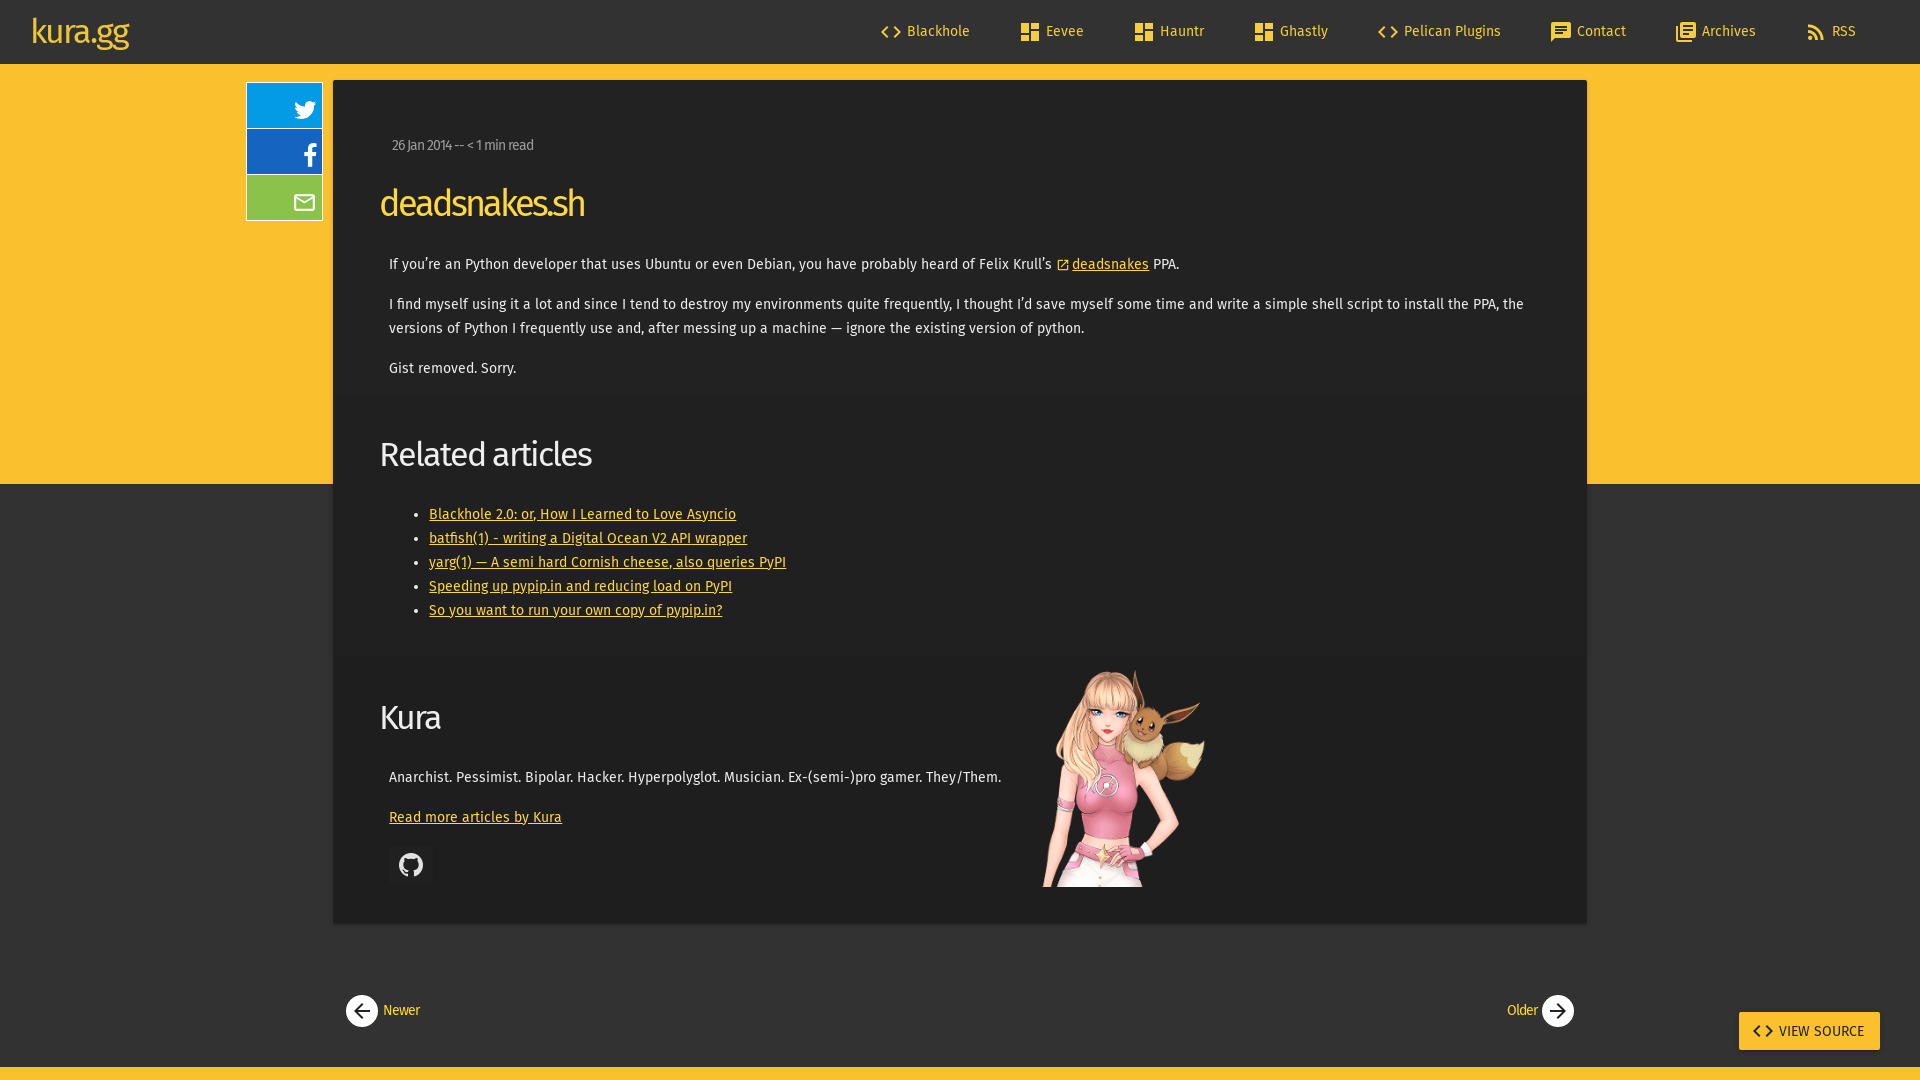 kura.gg
Blackhole
Eevee
Hauntr
Ghastly
Pelican Plugins
Contact
Archives
RSS
26 Jan 2014 -- < 1 min read
deadsnakes.sh
If you’re an Python developer that uses Ubuntu or even Debian, you have probably heard of Felix Krull’s deadsnakes PPA.
I find myself using it a lot and since I tend to destroy my environments quite frequently, I thought I’d save myself some time and write a simple shell script to install the PPA, the
versions of Python I frequently use and, after messing up a machine — ignore the existing version of python.
Gist removed. Sorry.
Related articles
Blackhole 2.0: or, How I Learned to Love Asyncio
batfish(1) - writing a Digital Ocean V2 API wrapper
yarg(1) — A semi hard Cornish cheese, also queries PyPI
Speeding up pypip.in and reducing load on PyPI
So you want to run your own copy of pypip.in?
Kura
Anarchist. Pessimist. Bipolar. Hacker. Hyperpolyglot. Musician. Ex-(semi-)pro gamer. They/Them.
Read more articles by Kura
Newer
Older
VIEW SOURCE